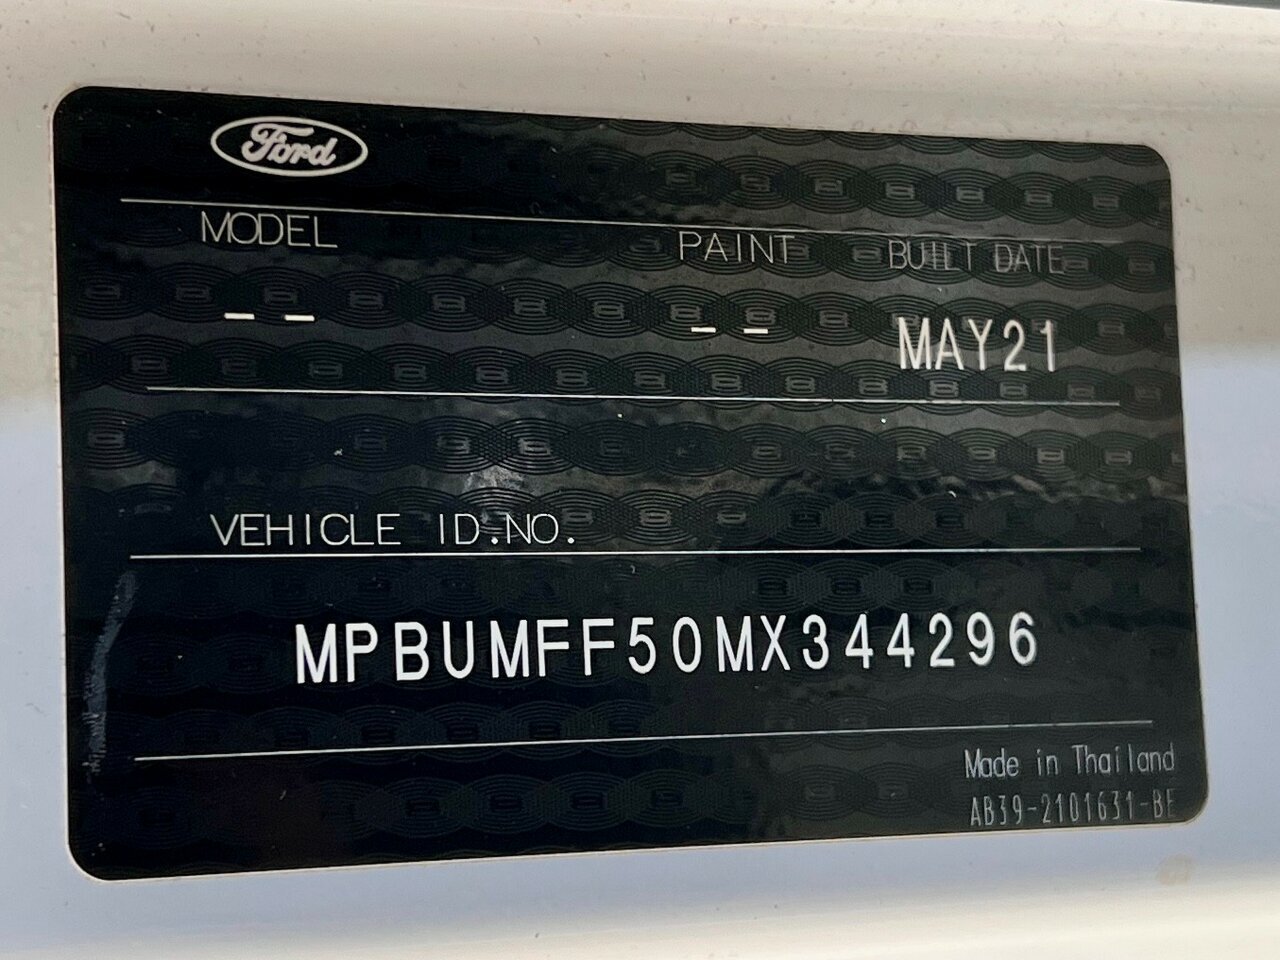 Ford
MODEL PAINT BUILT DATE
-- -- MAY21
VEHICLE ID.NO.
MPBUMFF50MX344296
Made in Thailand
AB39-2101631-BE